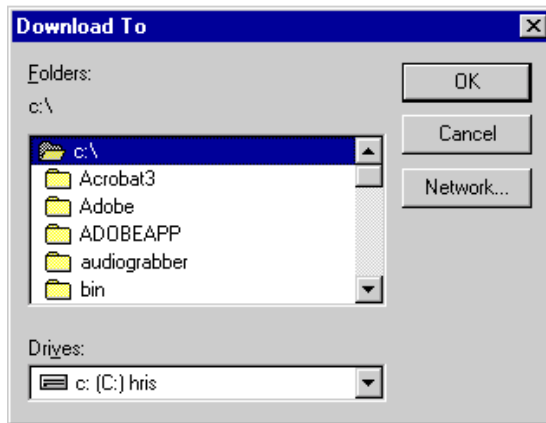 Download To
Folders:
c:\
OK
Cancel
Network...
c:\
Acrobat3
Adobe
ADOBEAPP
audiograbber
bin
Drives:
c: (C:) hris